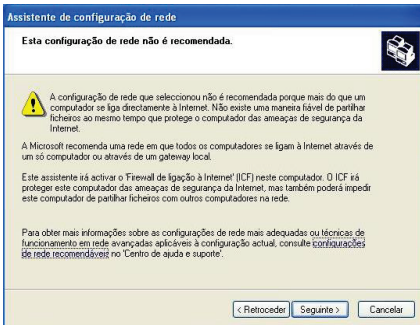 Assistente de configuração de rede
Esta configuração de rede não é recomendada.
A configuração de rede que seleccionou não é recomendada porque mais do que um
computador se liga directamente à Internet. Não existe uma maneira fiável de partilhar
ficheiros ao mesmo tempo que protege o computador das ameaças de segurança da
Internet.
A Microsoft recomenda uma rede em que todos os computadores se ligam à Internet através de
um só computador ou através de um gateway local.
Este assistente irá activar o 'Firewall de ligação à Internet' (ICF) neste computador. O ICF irá
proteger este computador das ameaças de segurança da Internet, mas também poderá impedir
este computador de partilhar ficheiros com outros computadores na rede.
Para obter mais informações sobre as configurações de rede mais adequadas ou técnicas de
funcionamento em rede avançadas aplicáveis à configuração actual, consulte configurações
de rede recomendáveis no 'Centro de ajuda e suporte'.
< Retroceder Seguinte > Cancelar